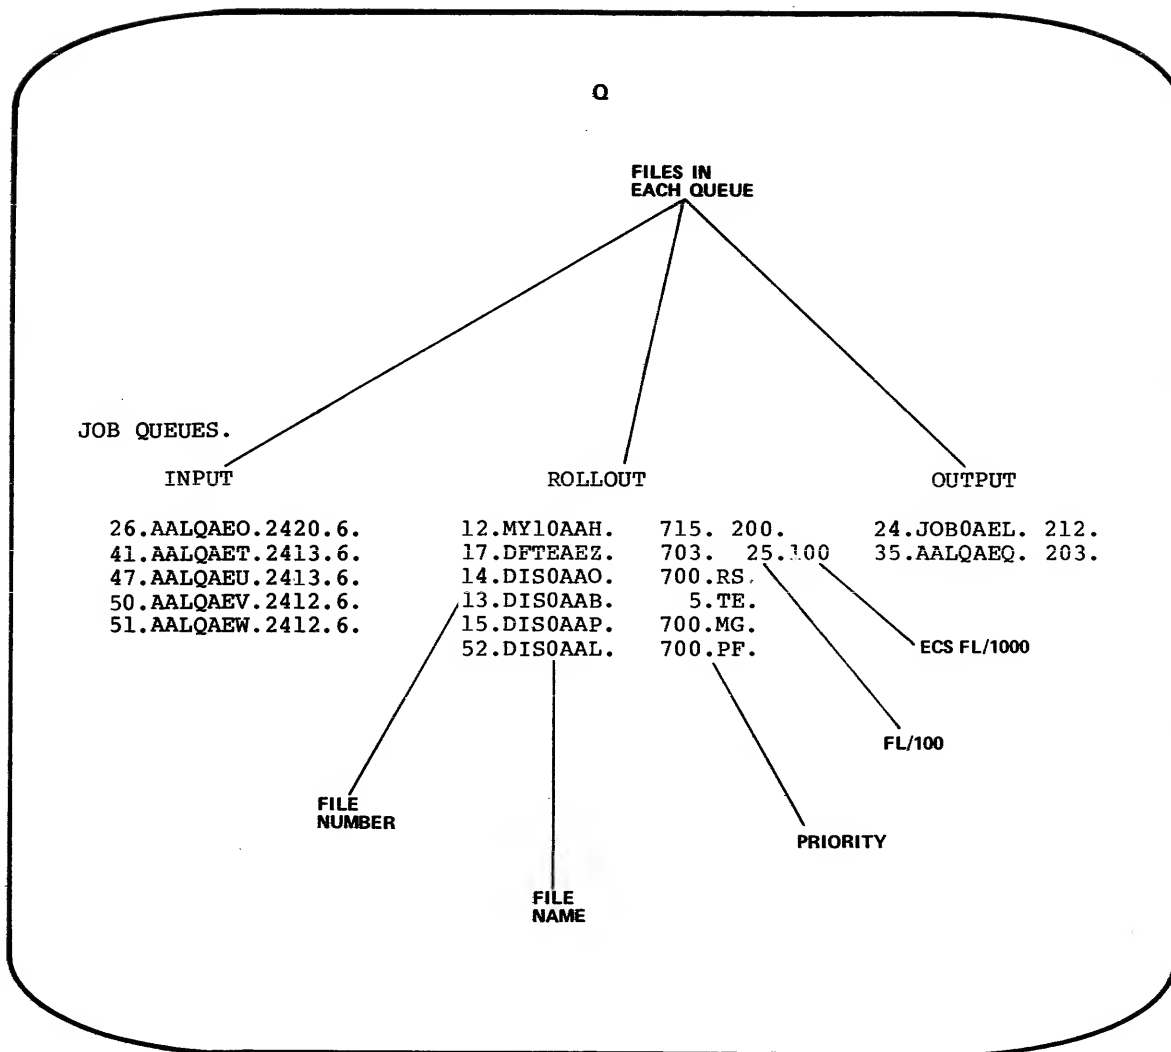 Q
FILES IN
EACH QUEUE
JOB QUEUES.
INPUT ROLLOUT OUTPUT
26.AALQAEO.2420.6. 12.MY10AAH. 715. 200. 24.JOB0AEL. 212.
41.AALQAET.2413.6. 17.DFTEAEZ. 703. 25.100 35.AALQAEQ. 203.
47.AALQAEU.2413.6. 14.DIS0AAO. 700.RS.
50.AALQAEV.2412.6. 13.DIS0AAB. 5.TE.
51.AALQAEW.2412.6. 15.DIS0AAP. 700.MG.
52.DIS0AAL. 700.PF.
ECS FL/1000
FL/100
FILE
NUMBER
PRIORITY
FILE
NAME